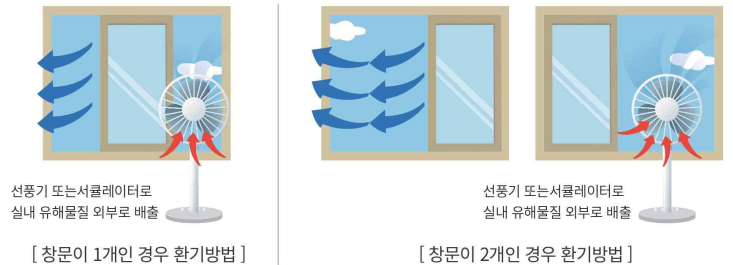 선풍기 또는서큘레이터로
실내 유해물질 외부로 배출
[ 창문이 1개인 경우 환기방법 ]
선풍기 또는서큘레이터로
실내 유해물질 외부로 배출
[ 창문이 2개인 경우 환기방법 ]